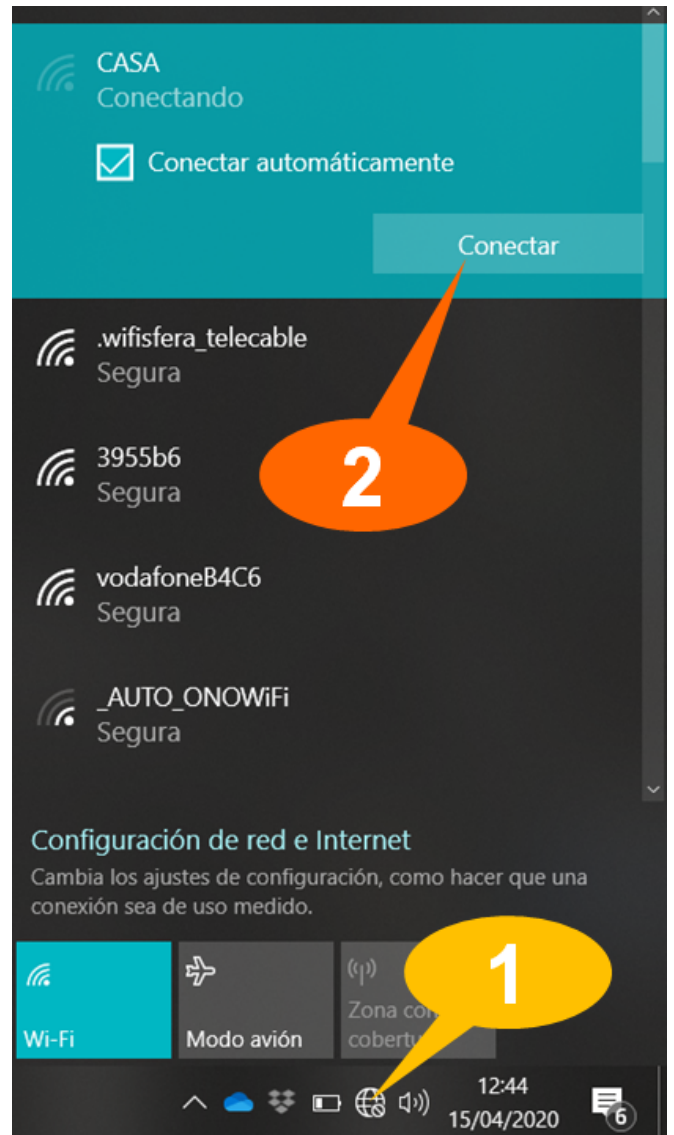 CASA
Conectando
Conectar automáticamente
Conectar
.wifisfera_telecable
Segura
3955b6
Segura
2
vodafoneB4C6
Segura
_AUTO_ONOWiFi
Segura
Configuración de red e Internet
Cambia los ajustes de configuración, como hacer que una
conexión sea de uso medido.
1
Wi-Fi
Modo avión
Zona
12:44
15/04/2020
6